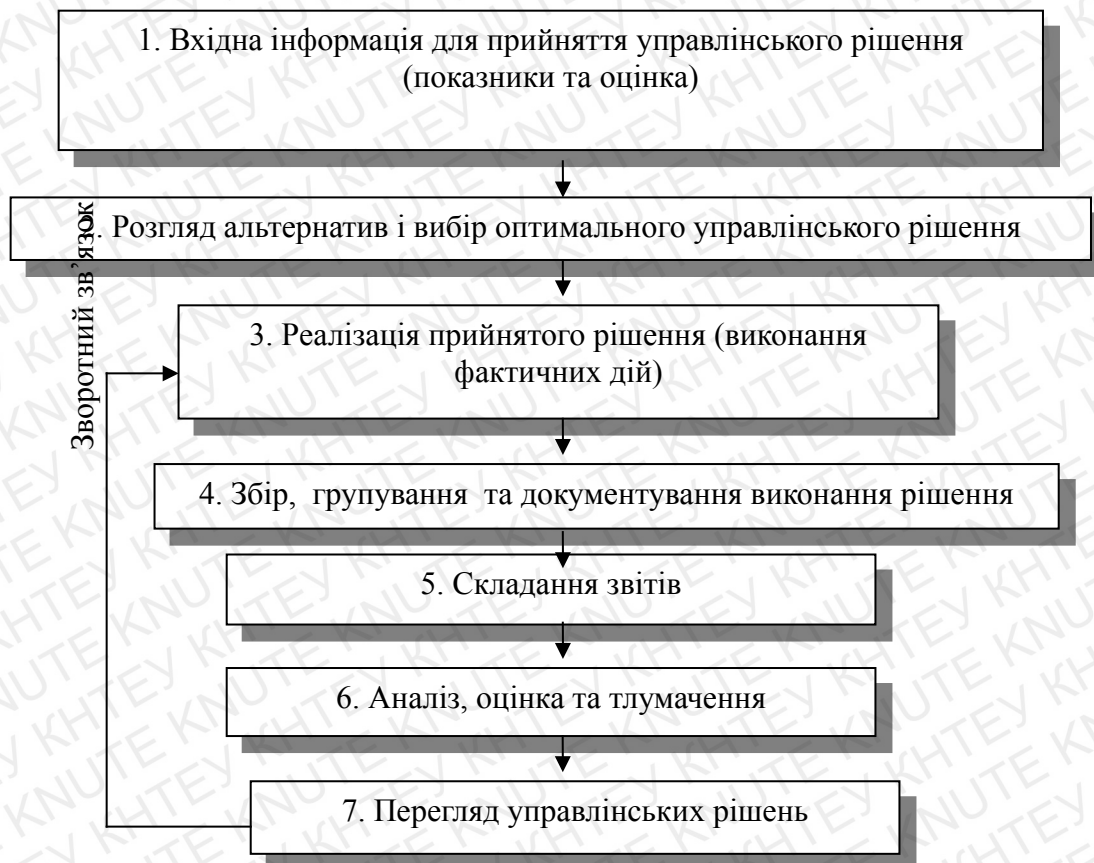 1. Вхідна інформація для прийняття управлінського рішення
(показники та оцінка)
2. Розгляд альтернатив і вибір оптимального управлінського рішення
Зворотний зв’язок
3. Реалізація прийнятого рішення (виконання
фактичних дій)
4. Збір, групування та документування виконання рішення
5. Складання звітів
6. Аналіз, оцінка та тлумачення
7. Перегляд управлінських рішень